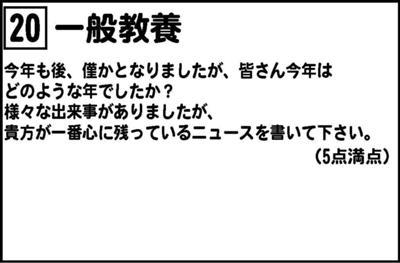 20 一般教養
今年も後、僅かとなりましたが、皆さん今年は
どのような年でしたか？
様々な出来事がありましたが、
貴方が一番心に残っているニュースを書いて下さい。
（5点満点）